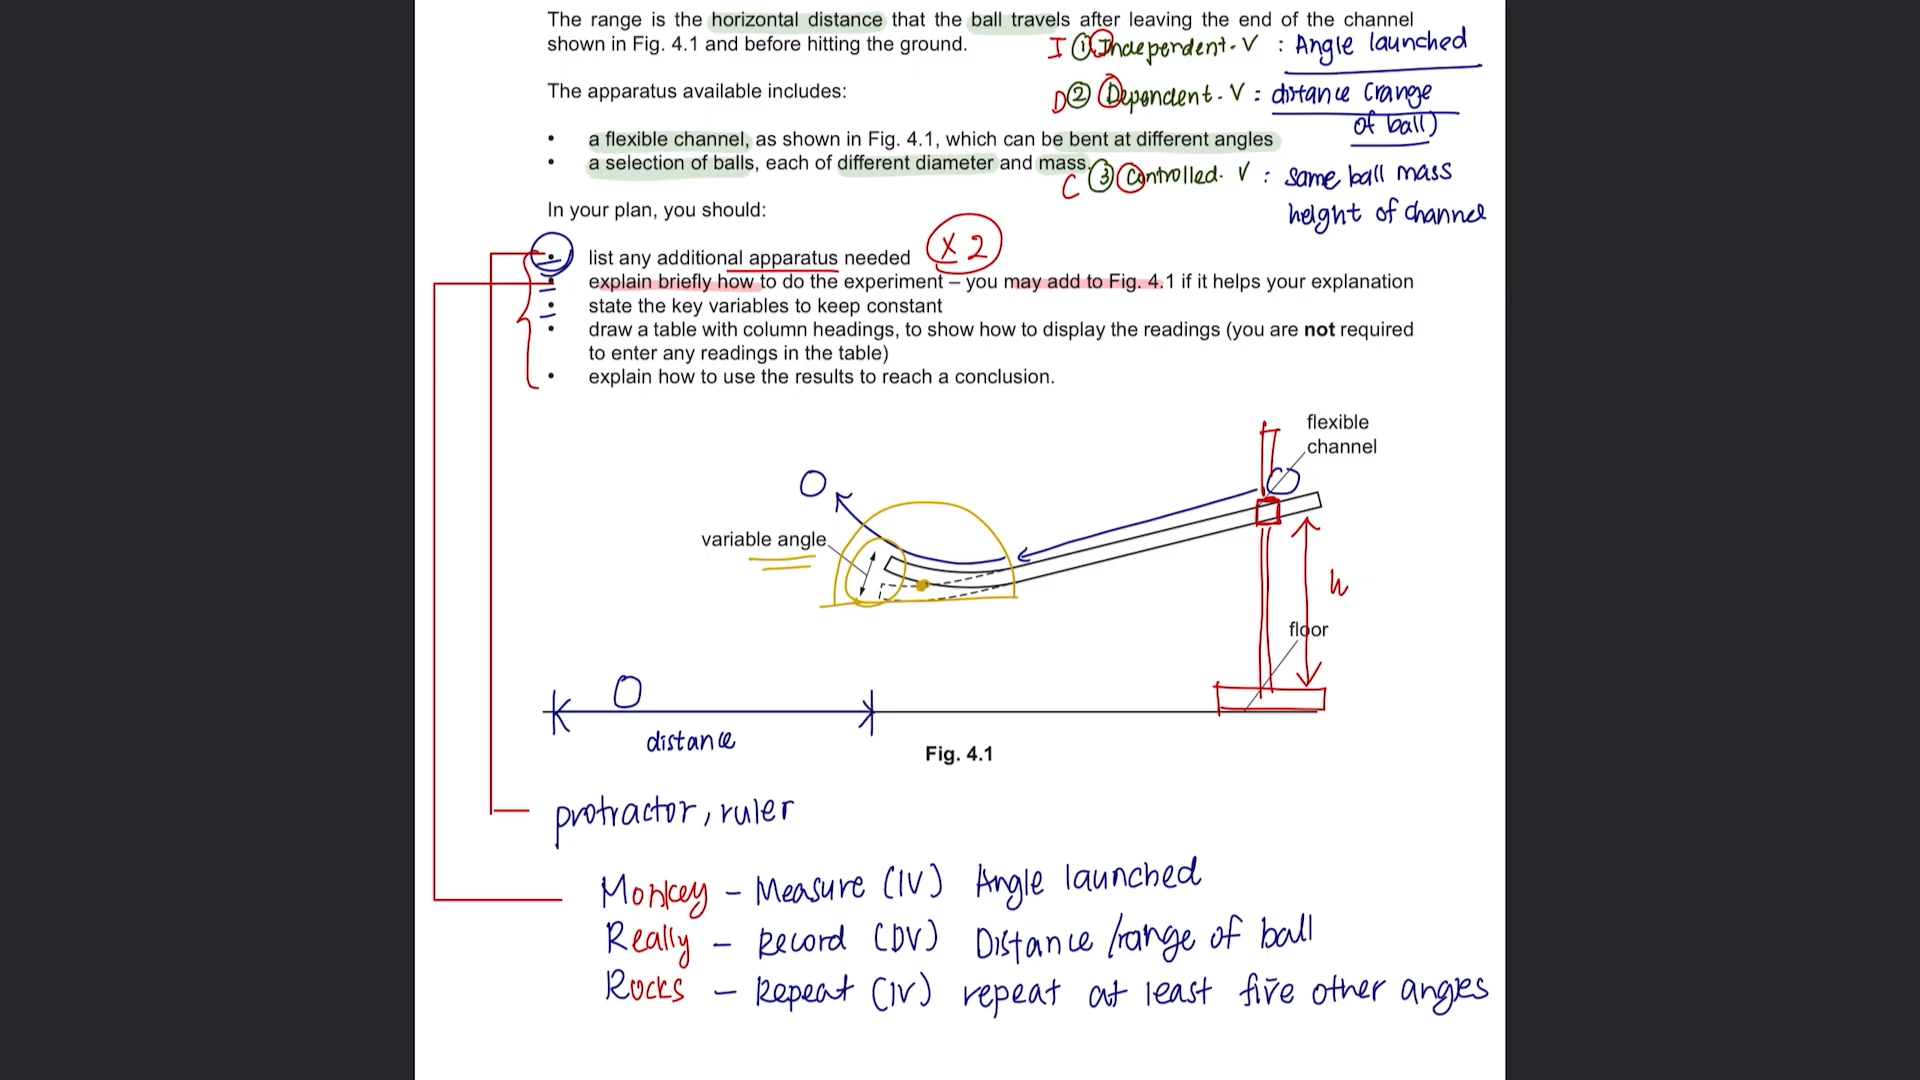 The range is the horizontal distance that the ball travels after leaving the end of the channel
shown in Fig. 4.1 and before hitting the ground.
I ① Independent. V : Angle launched
The apparatus available includes:
D ② Dependent. V : distance (range
of ball)
• a flexible channel, as shown in Fig. 4.1, which can be bent at different angles
• a selection of balls, each of different diameter and mass.
C ③ Controlled. V : same ball mass
height of channel
In your plan, you should:
• list any additional apparatus needed x 2
• explain briefly how to do the experiment – you may add to Fig. 4.1 if it helps your explanation
• state the key variables to keep constant
• draw a table with column headings, to show how to display the readings (you are not required
to enter any readings in the table)
• explain how to use the results to reach a conclusion.
flexible
channel
variable angle
h
floor
distance
Fig. 4.1
protractor, ruler
Monkey – Measure (IV) Angle launched
Really – Record (DV) Distance /range of ball
Rocks – Repeat (IV) repeat at least five other angles